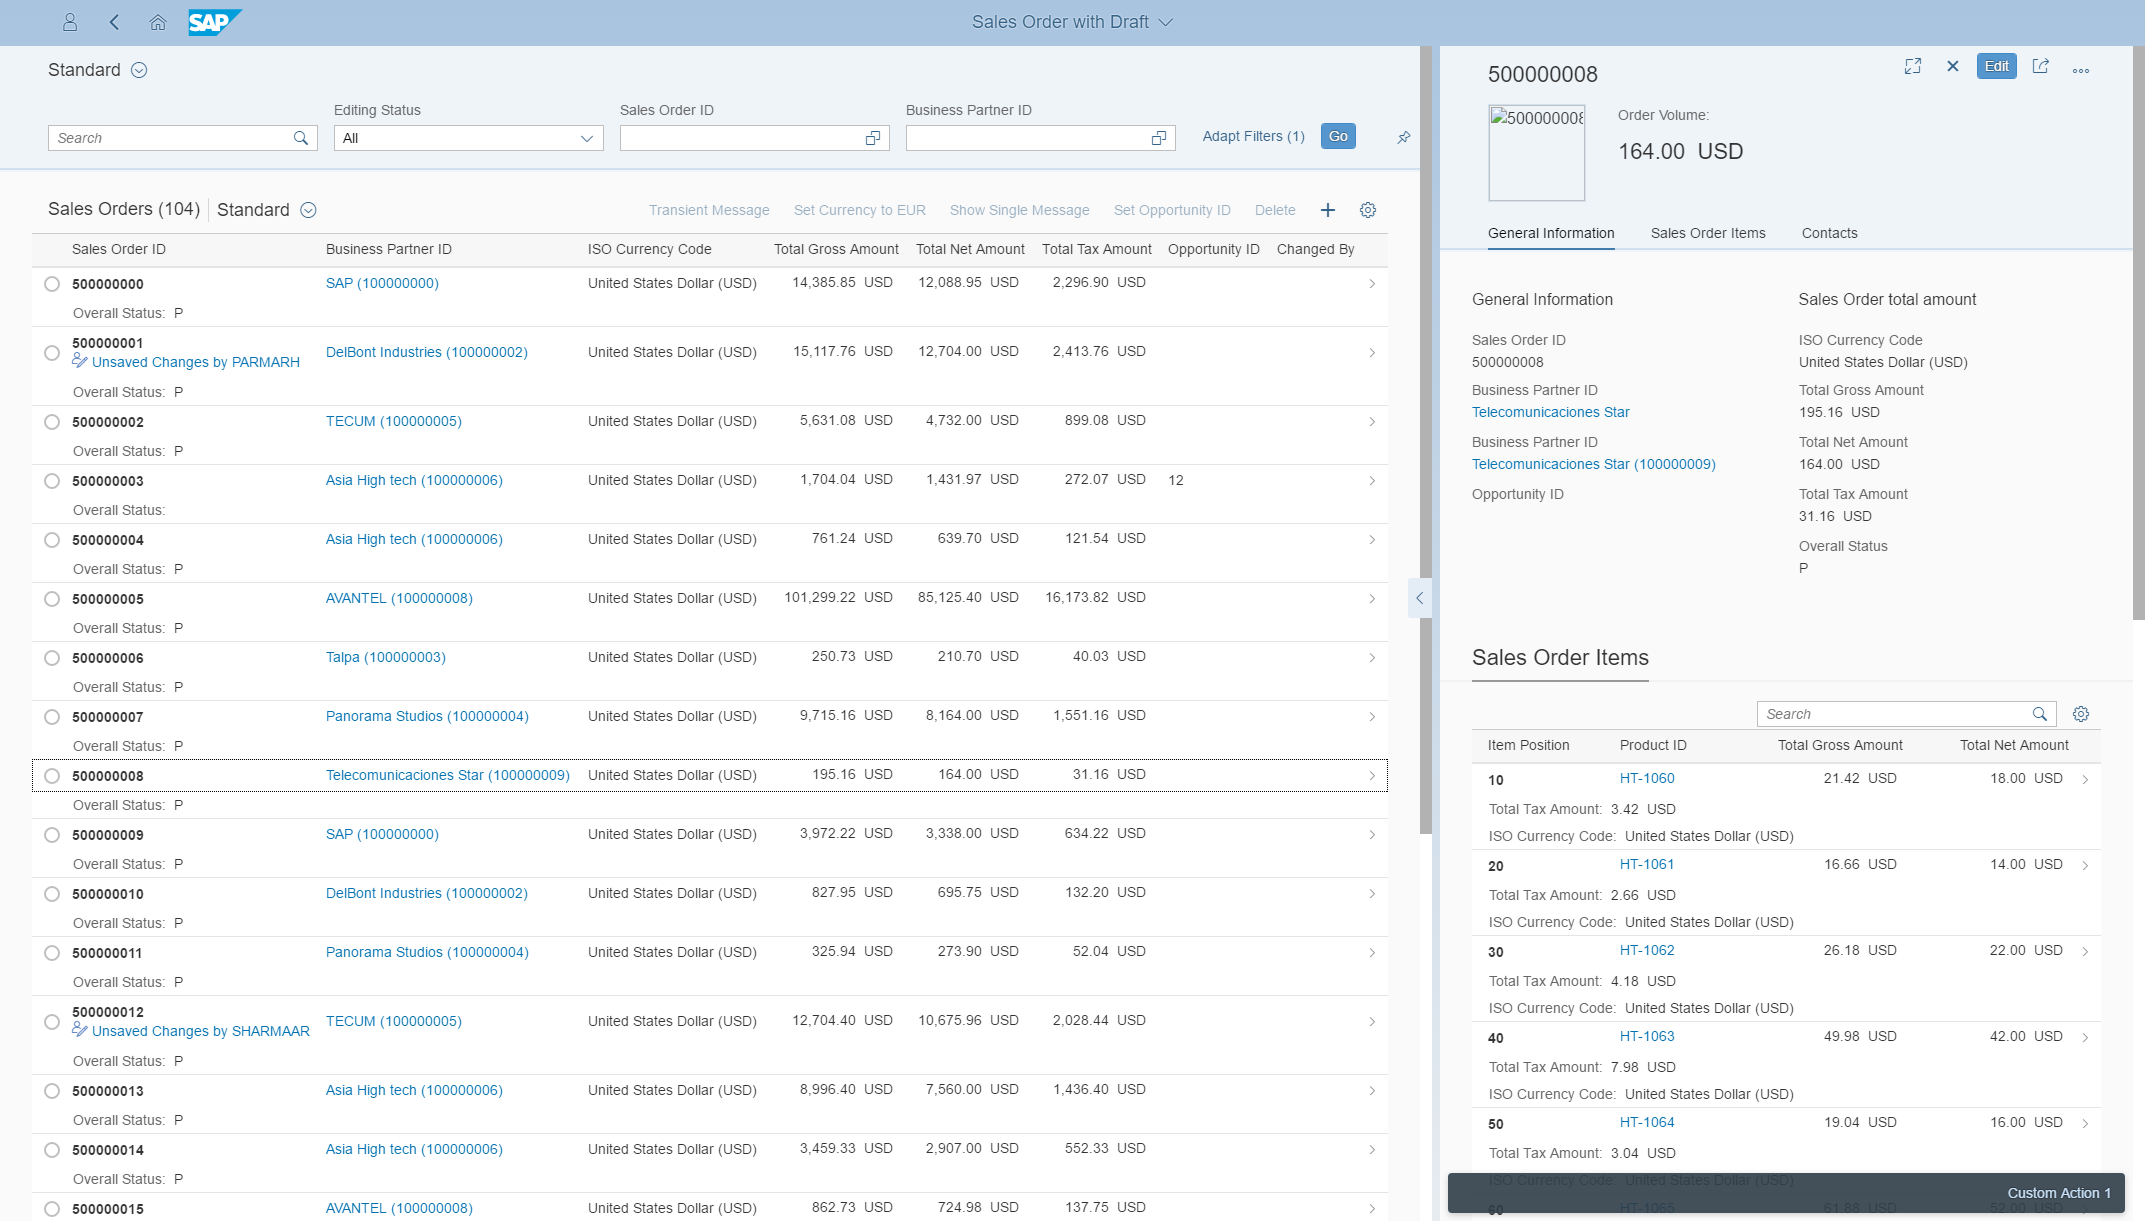 SAP
Sales Order with Draft
Standard
Editing Status
Sales Order ID
Business Partner ID
Search
All
Adapt Filters (1)
Go
Sales Orders (104)
Standard
Transient Message
Set Currency to EUR
Show Single Message
Set Opportunity ID
Delete
Sales Order ID Business Partner ID ISO Currency Code Total Gross Amount Total Net Amount Total Tax Amount Opportunity ID Changed By
500000000 SAP (100000000) United States Dollar (USD) 14,385.85 USD 12,088.95 USD 2,296.90 USD
Overall Status: P
500000001
Unsaved Changes by PARMARH DelBont Industries (100000002) United States Dollar (USD) 15,117.76 USD 12,704.00 USD 2,413.76 USD
Overall Status: P
500000002 TECUM (100000005) United States Dollar (USD) 5,631.08 USD 4,732.00 USD 899.08 USD
Overall Status: P
500000003 Asia High tech (100000006) United States Dollar (USD) 1,704.04 USD 1,431.97 USD 272.07 USD 12
Overall Status:
500000004 Asia High tech (100000006) United States Dollar (USD) 761.24 USD 639.70 USD 121.54 USD
Overall Status: P
500000005 AVANTEL (100000008) United States Dollar (USD) 101,299.22 USD 85,125.40 USD 16,173.82 USD
Overall Status: P
500000006 Talpa (100000003) United States Dollar (USD) 250.73 USD 210.70 USD 40.03 USD
Overall Status: P
500000007 Panorama Studios (100000004) United States Dollar (USD) 9,715.16 USD 8,164.00 USD 1,551.16 USD
Overall Status: P
500000008 Telecomunicaciones Star (100000009) United States Dollar (USD) 195.16 USD 164.00 USD 31.16 USD
Overall Status: P
500000009 SAP (100000000) United States Dollar (USD) 3,972.22 USD 3,338.00 USD 634.22 USD
Overall Status: P
500000010 DelBont Industries (100000002) United States Dollar (USD) 827.95 USD 695.75 USD 132.20 USD
Overall Status: P
500000011 Panorama Studios (100000004) United States Dollar (USD) 325.94 USD 273.90 USD 52.04 USD
Overall Status: P
500000012
Unsaved Changes by SHARMAAR TECUM (100000005) United States Dollar (USD) 12,704.40 USD 10,675.96 USD 2,028.44 USD
Overall Status: P
500000013 Asia High tech (100000006) United States Dollar (USD) 8,996.40 USD 7,560.00 USD 1,436.40 USD
Overall Status: P
500000014 Asia High tech (100000006) United States Dollar (USD) 3,459.33 USD 2,907.00 USD 552.33 USD
Overall Status: P
500000015 AVANTEL (100000008) United States Dollar (USD) 862.73 USD 724.98 USD 137.75 USD
500000008
Edit
500000008
Order Volume:
164.00 USD
General Information
Sales Order Items
Contacts
General Information
Sales Order ID
500000008
Business Partner ID
Telecomunicaciones Star
Business Partner ID
Telecomunicaciones Star (100000009)
Opportunity ID
Sales Order total amount
ISO Currency Code
United States Dollar (USD)
Total Gross Amount
195.16 USD
Total Net Amount
164.00 USD
Total Tax Amount
31.16 USD
Overall Status
P
Sales Order Items
Search
Item Position Product ID Total Gross Amount Total Net Amount
10 HT-1060 21.42 USD 18.00 USD
Total Tax Amount: 3.42 USD
ISO Currency Code: United States Dollar (USD)
20 HT-1061 16.66 USD 14.00 USD
Total Tax Amount: 2.66 USD
ISO Currency Code: United States Dollar (USD)
30 HT-1062 26.18 USD 22.00 USD
Total Tax Amount: 4.18 USD
ISO Currency Code: United States Dollar (USD)
40 HT-1063 49.98 USD 42.00 USD
Total Tax Amount: 7.98 USD
ISO Currency Code: United States Dollar (USD)
50 HT-1064 19.04 USD 16.00 USD
Total Tax Amount: 3.04 USD
ISO Currency Code: United States Dollar (USD)
Custom Action 1
60 HT-1065 61.88 USD 52.00 USD